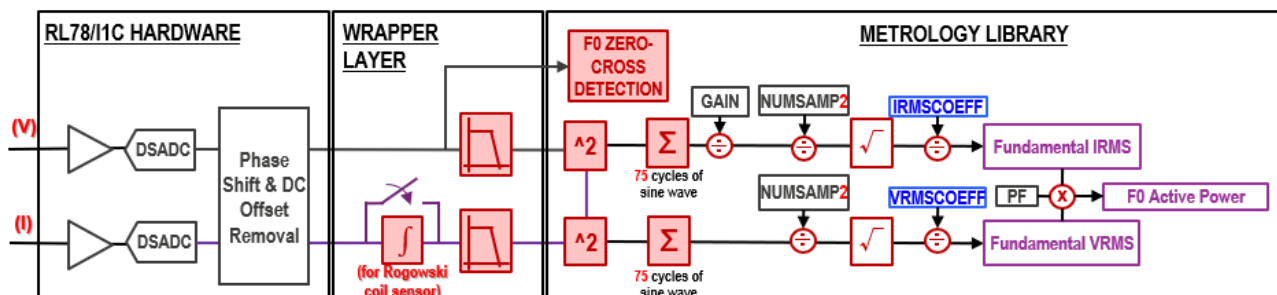 RL78/I1C HARDWARE
WRAPPER
LAYER
METROLOGY LIBRARY
F0 ZERO-
CROSS
DETECTION
(V)
DSADC
Phase
Shift & DC
Offset
Removal
^2
Σ
75 cycles of
sine wave
GAIN
÷
NUMSAMP2
÷
√
IRMSCOEFF
÷
Fundamental IRMS
(I)
DSADC
∫
(for Rogowski
coil sensor)
^2
Σ
75 cycles of
sine wave
NUMSAMP2
÷
√
VRMSCOEFF
÷
Fundamental VRMS
PF
X
F0 Active Power